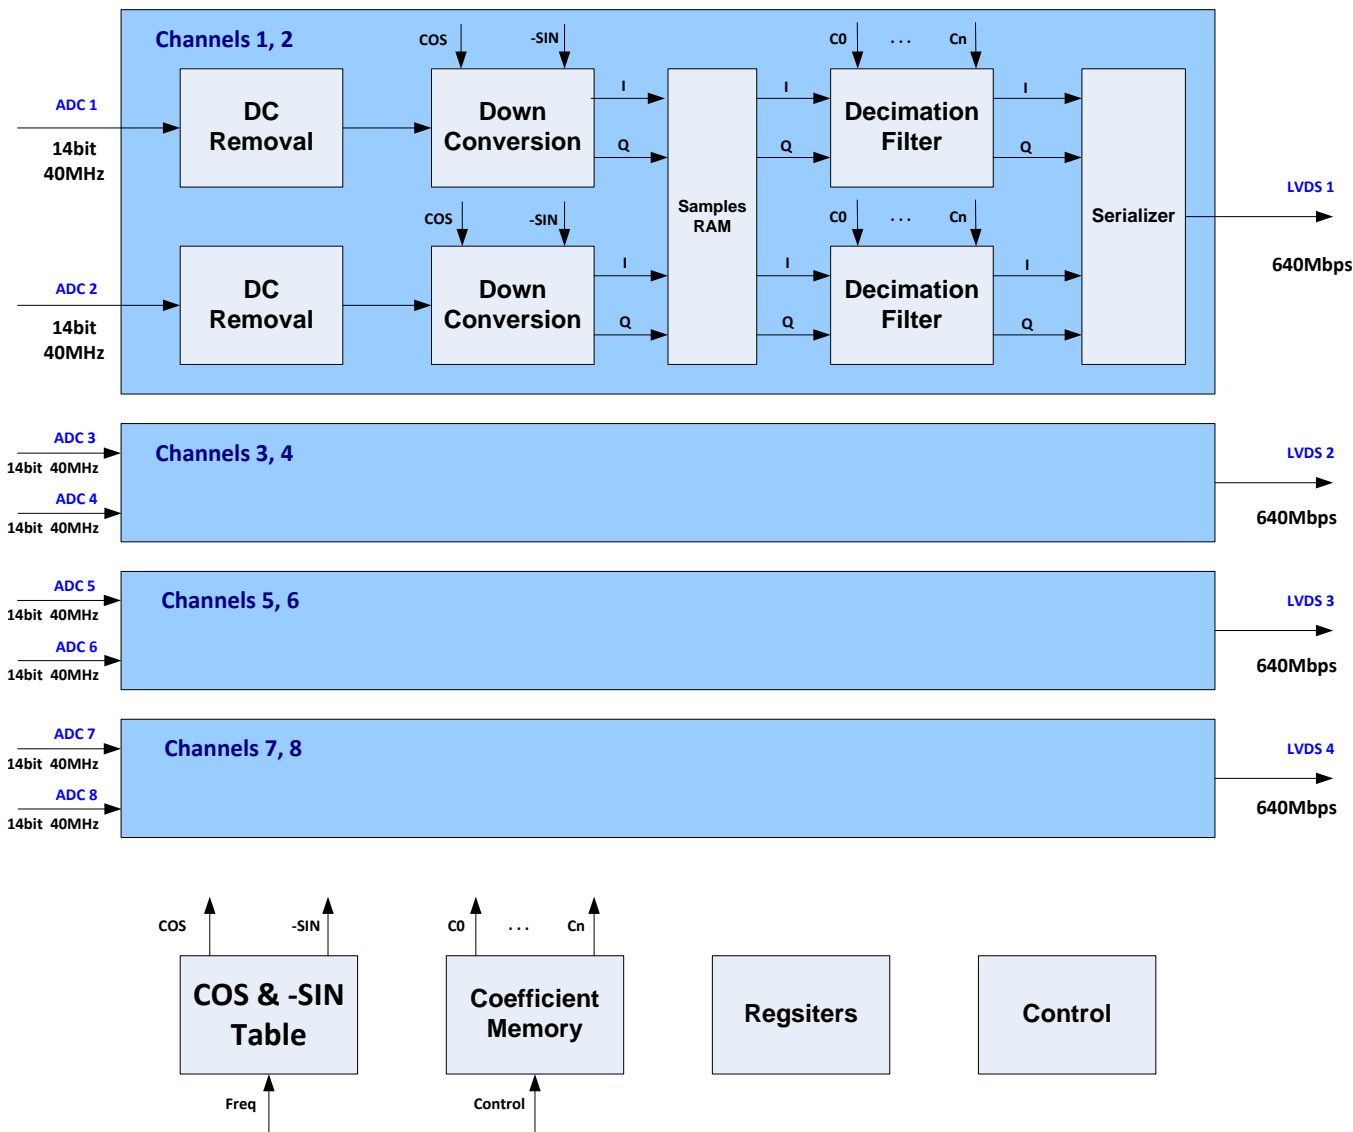 Channels 1, 2
COS
-SIN
C0
. . .
Cn
ADC 1
14bit
40MHz
DC
Removal
Down
Conversion
I
Q
I
Q
Decimation
Filter
I
Q
Samples
RAM
Serializer
LVDS 1
640Mbps
COS
-SIN
C0
. . .
Cn
ADC 2
14bit
40MHz
DC
Removal
Down
Conversion
I
Q
I
Q
Decimation
Filter
I
Q
ADC 3
14bit 40MHz
ADC 4
14bit 40MHz
Channels 3, 4
LVDS 2
640Mbps
ADC 5
14bit 40MHz
ADC 6
14bit 40MHz
Channels 5, 6
LVDS 3
640Mbps
ADC 7
14bit 40MHz
ADC 8
14bit 40MHz
Channels 7, 8
LVDS 4
640Mbps
COS
-SIN
COS & -SIN
Table
Freq
C0
. . .
Cn
Coefficient
Memory
Control
Regsiters
Control